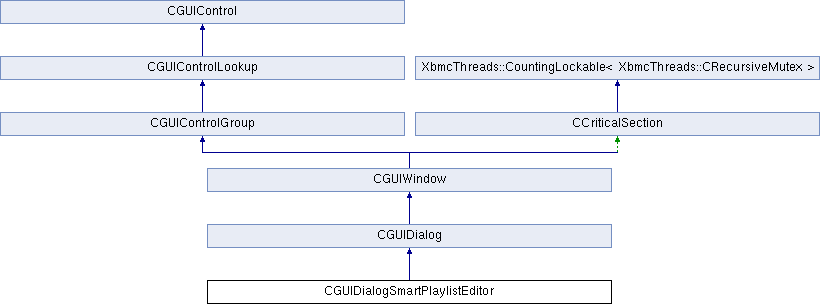 CGUIControl
CGUIControlLookup
XbmcThreads::CountingLockable< XbmcThreads::CRecursiveMutex >
CGUIControlGroup
CCriticalSection
CGUIWindow
CGUIDialog
CGUIDialogSmartPlaylistEditor